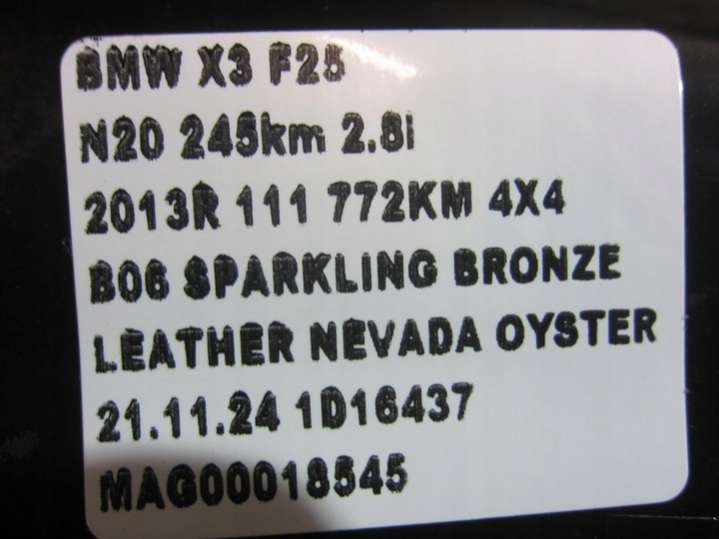 BMW X3 F25
N20 245km 2.8i
2013R 111 772KM 4X4
B06 SPARKLING BRONZE
LEATHER NEVADA OYSTER
21.11.24 1D16437
MAG00018545